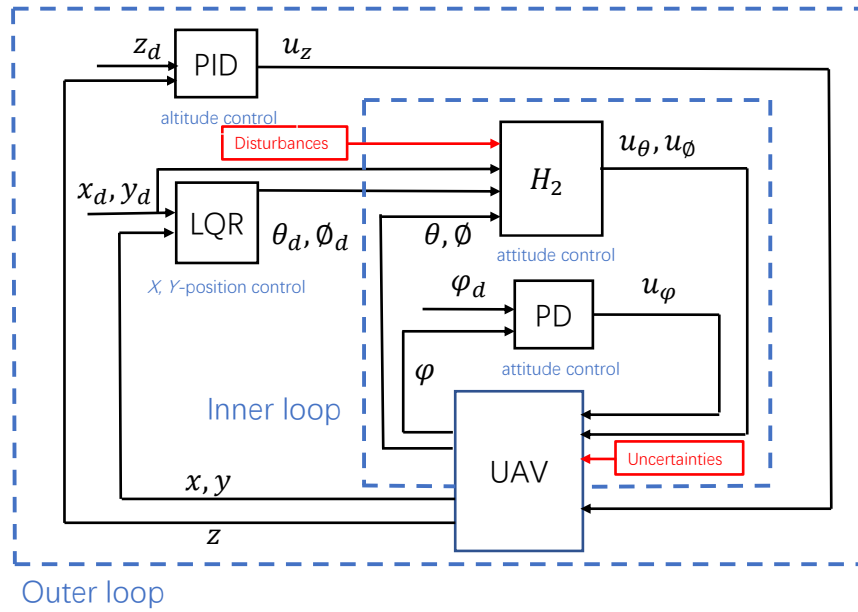 z_d
u_z
PID
altitude control
Disturbances
u_θ, u_∅
H_2
x_d, y_d
LQR
θ_d, ∅_d
θ, ∅
attitude control
X, Y-position control
φ_d
PD
u_φ
φ
attitude control
Inner loop
UAV
Uncertainties
x, y
z
Outer loop